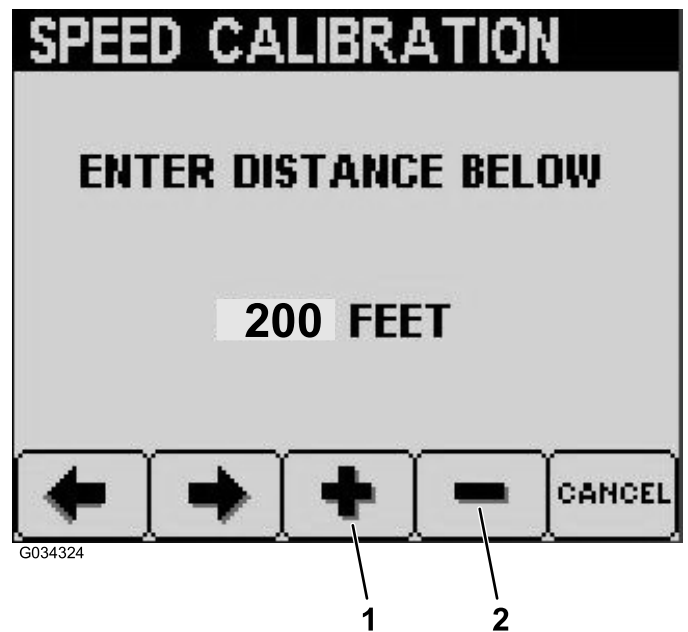 SPEED CALIBRATION
ENTER DISTANCE BELOW
200 FEET
CANCEL
G034324
1 2